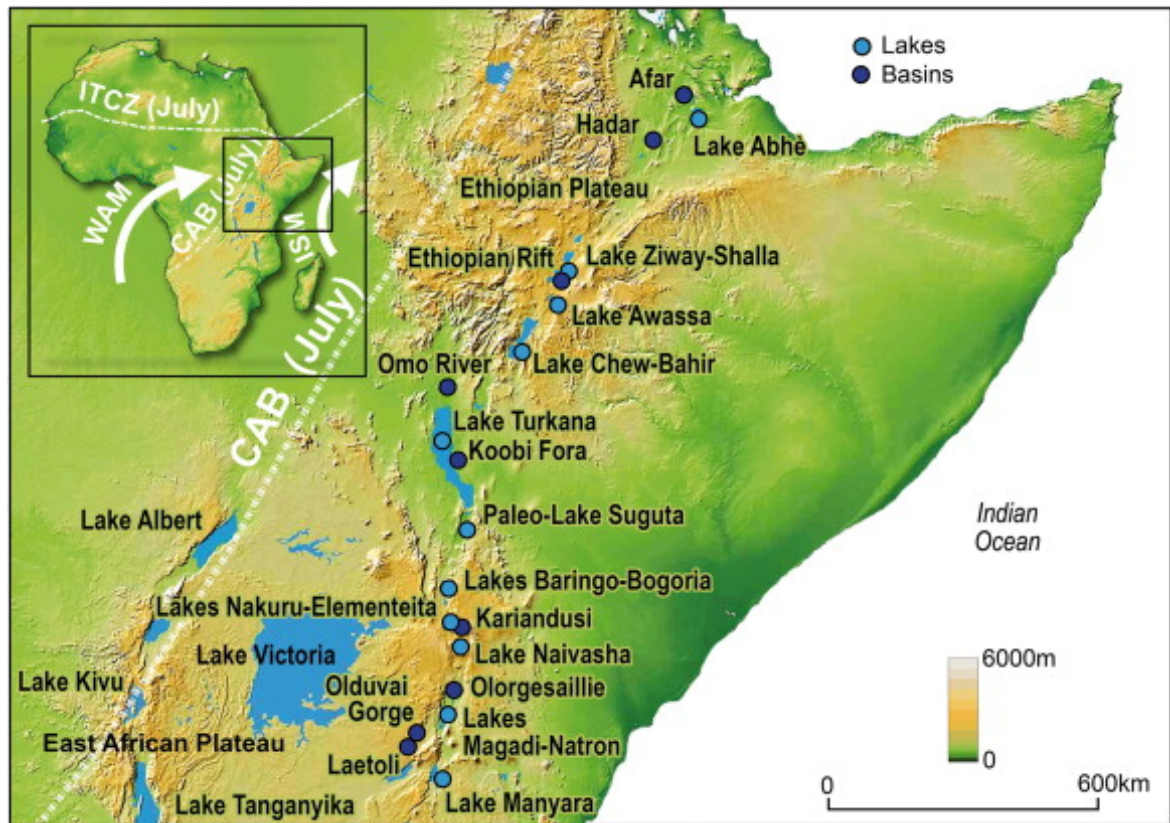 ITCZ (July)
WAM
CAB (July)
ISM
Lakes
Basins
Afar
Hadar
Lake Abhè
Ethiopian Plateau
Ethiopian Rift
Lake Ziway-Shalla
Lake Awassa
Omo River
Lake Chew-Bahir
CAB (July)
Lake Turkana
Koobi Fora
Lake Albert
Paleo-Lake Suguta
Indian
Ocean
Lakes Baringo-Bogoria
Lakes Nakuru-Elementeita
Kariandusi
Lake Victoria
Lake Naivasha
Lake Kivu
Olduvai
Gorge
Olorgesaillie
Lakes
Magadi-Natron
East African Plateau
Laetoli
Lake Tanganyika
Lake Manyara
6000m
0
0
600km